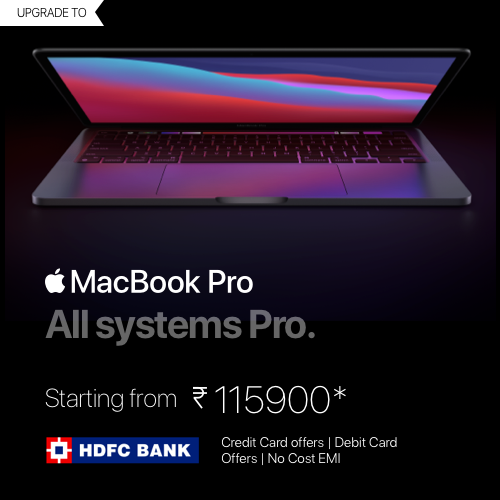 UPGRADE TO
MacBook Pro
All systems Pro.
Starting from ₹ 115900*
HDFC BANK
Credit Card offers | Debit Card
Offers | No Cost EMI